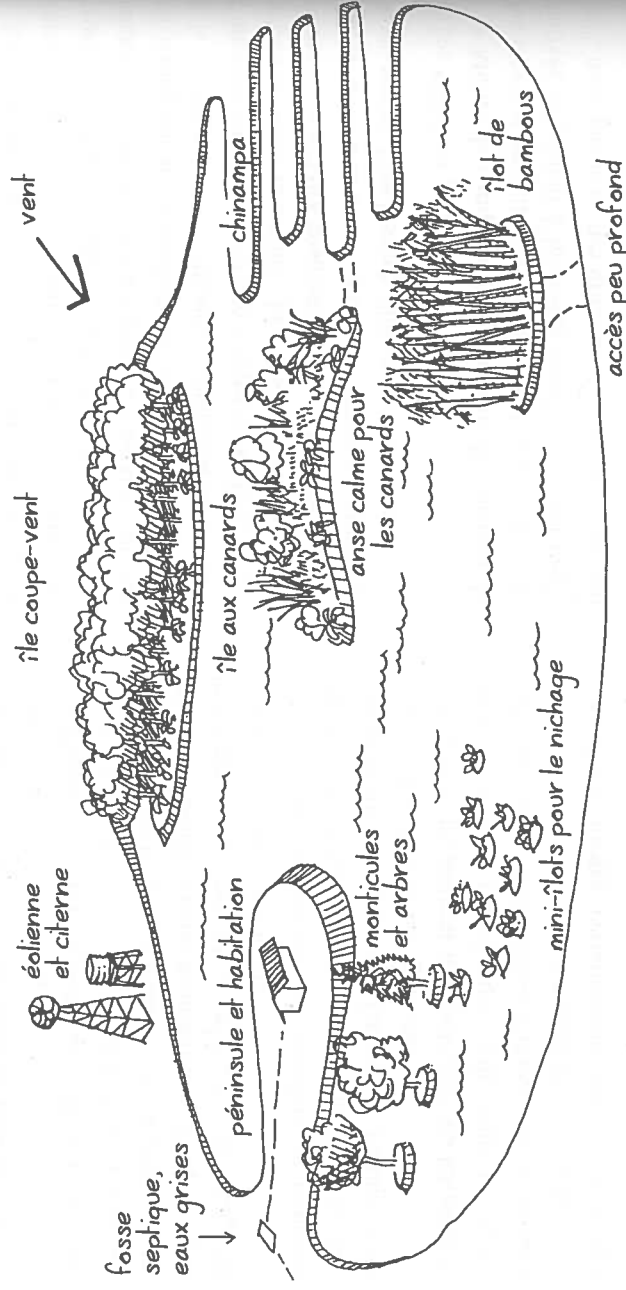 vent
île coupe-vent
éolienne
et citerne
fosse
septique,
eaux grises
péninsule et habitation
île aux canards
chinampa
anse calme pour
les canards
monticules
et arbres
îlot de
bambous
mini-îlots pour le nichage
accès peu profond